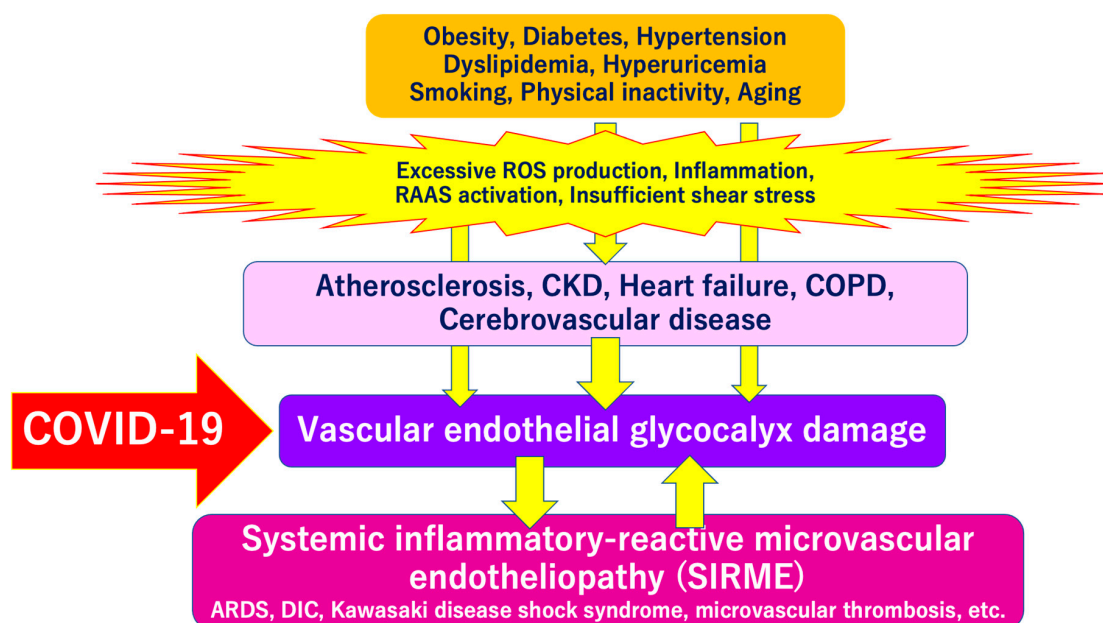 Obesity, Diabetes, Hypertension
Dyslipidemia, Hyperuricemia
Smoking, Physical inactivity, Aging
Excessive ROS production, Inflammation,
RAAS activation, Insufficient shear stress
Atherosclerosis, CKD, Heart failure, COPD,
Cerebrovascular disease
COVID-19
Vascular endothelial glycocalyx damage
Systemic inflammatory-reactive microvascular
endotheliopathy (SIRME)
ARDS, DIC, Kawasaki disease shock syndrome, microvascular thrombosis, etc.